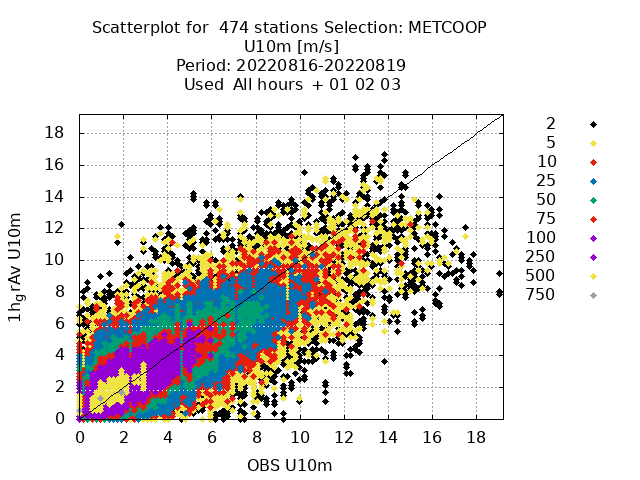 Scatterplot for  474 stations Selection: METCOOP
U10m [m/s]
Period: 20220816-20220819
Used  All hours  + 01 02 03
18
16
14
12
10
8
6
4
2
0
1hgrAv U10m
0 2 4 6 8 10 12 14 16 18
OBS U10m
2
5
10
25
50
75
100
250
500
750